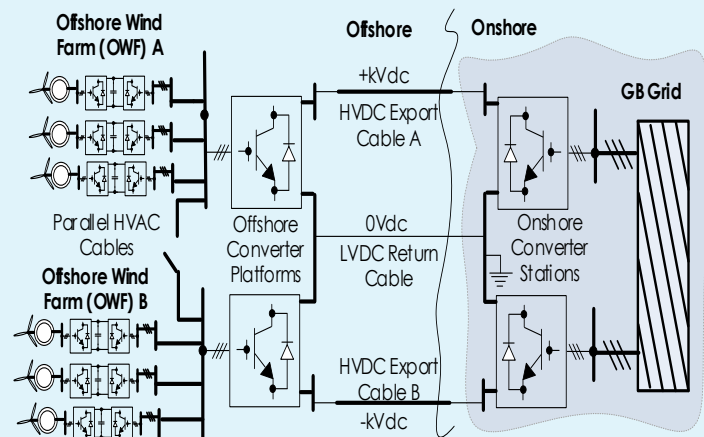 Offshore Wind
Farm (OWF) A
Offshore
Onshore
+kVdc
HVDC Export
Cable A
GB Grid
Parallel HVAC
Cables
Offshore
Converter
Platforms
0Vdc
LVDC Return
Cable
Onshore
Converter
Stations
Offshore Wind
Farm (OWF) B
HVDC Export
Cable B
-kVdc